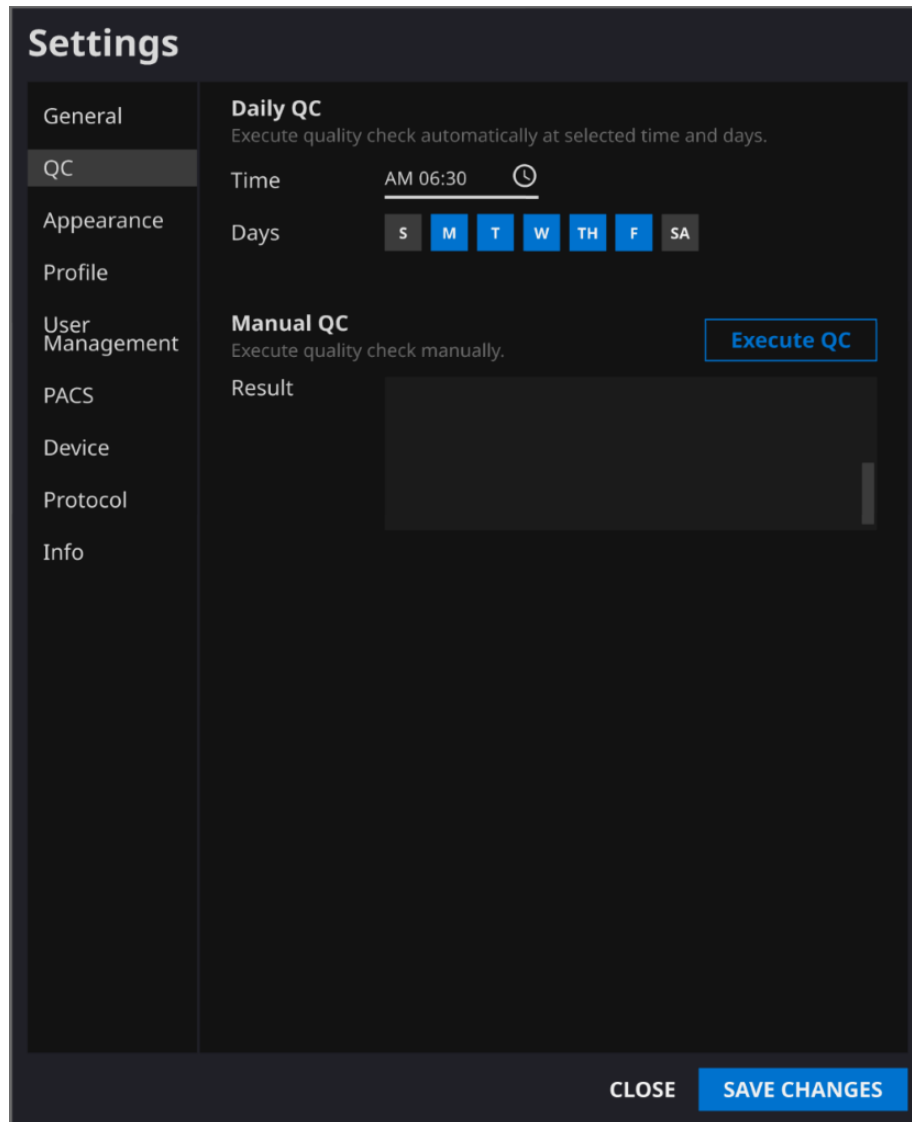 Settings
General
QC
Appearance
Profile
User
Management
PACS
Device
Protocol
Info
Daily QC
Execute quality check automatically at selected time and days.
Time AM 06:30
Days S M T W TH F SA
Manual QC
Execute quality check manually.
Execute QC
Result
CLOSE SAVE CHANGES